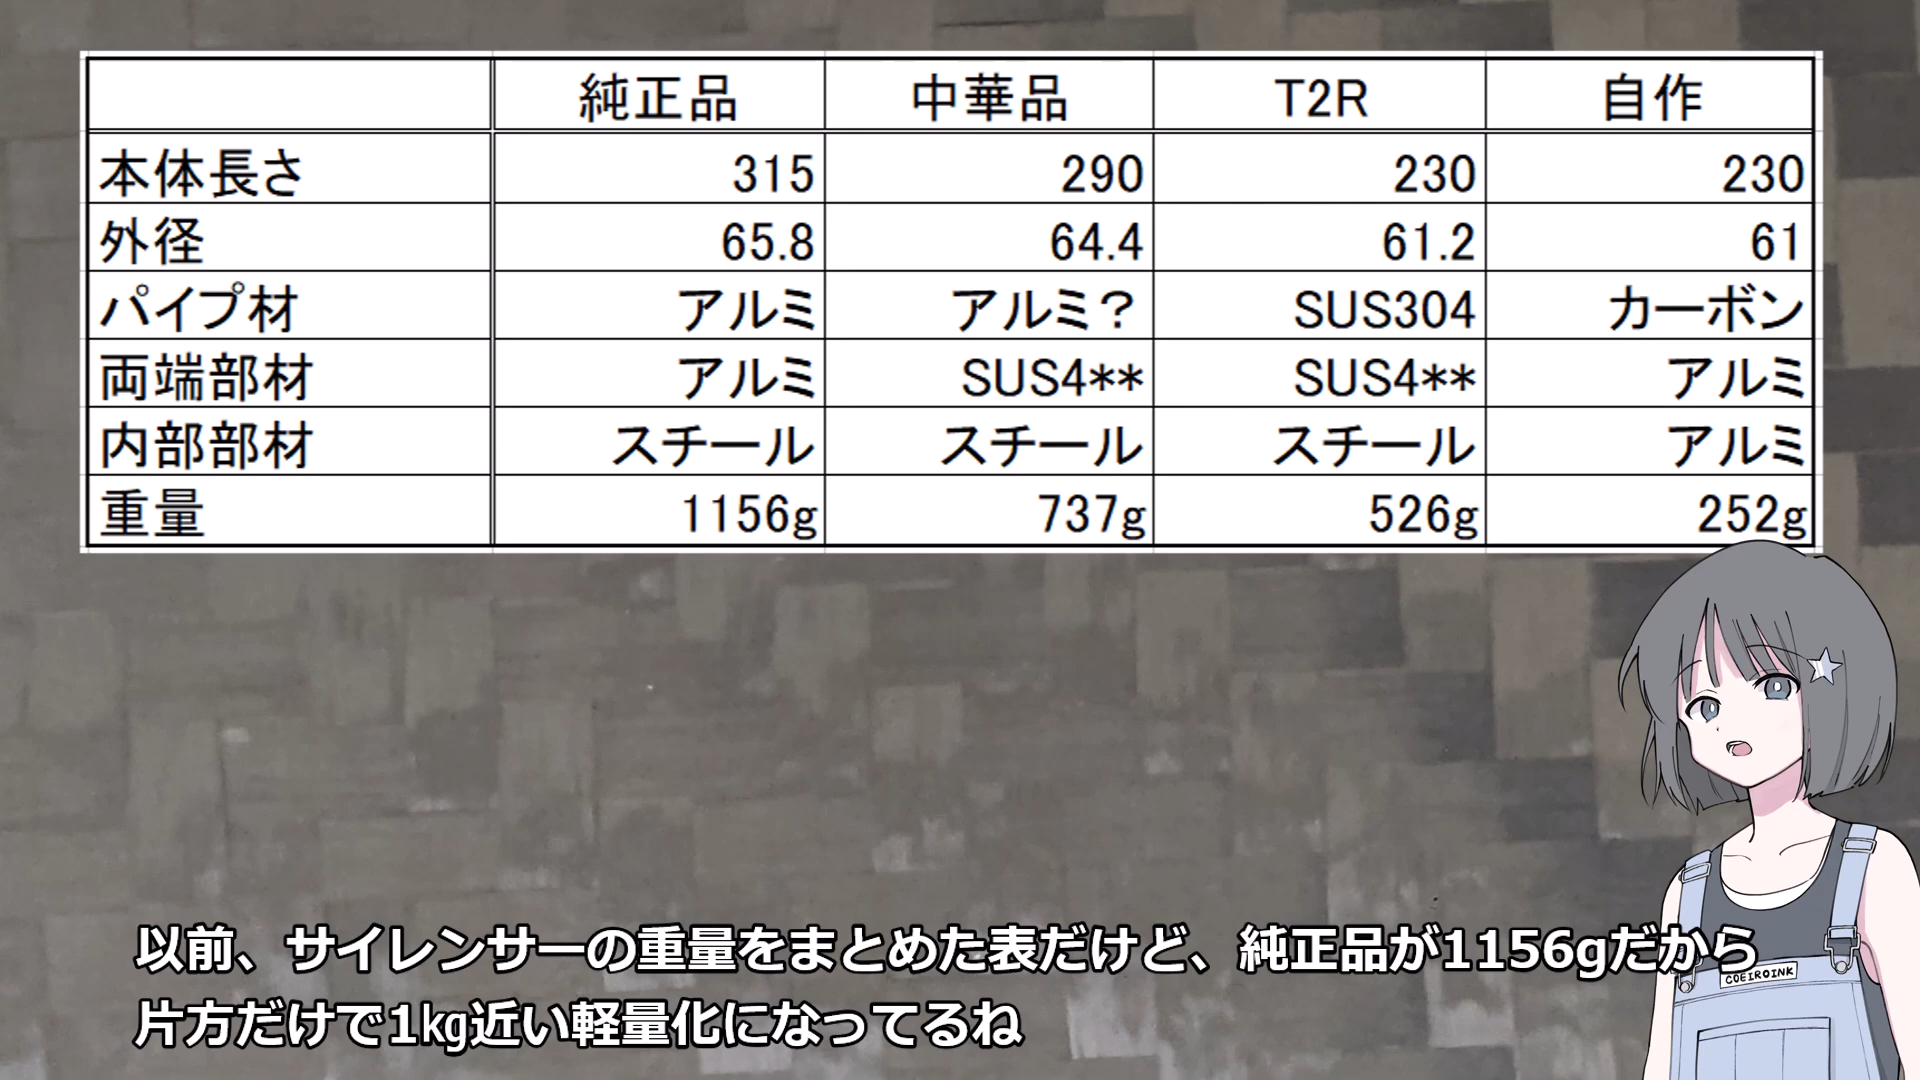 純正品 中華品 T2R 自作
本体長さ 315 290 230 230
外径 65.8 64.4 61.2 61
パイプ材 アルミ アルミ？ SUS304 カーボン
両端部材 アルミ SUS4** SUS4** アルミ
内部部材 スチール スチール スチール アルミ
重量 1156g 737g 526g 252g
以前、サイレンサーの重量をまとめた表だけど、純正品が1156gだから
片方だけで1㎏近い軽量化になってるね
COEIROINK